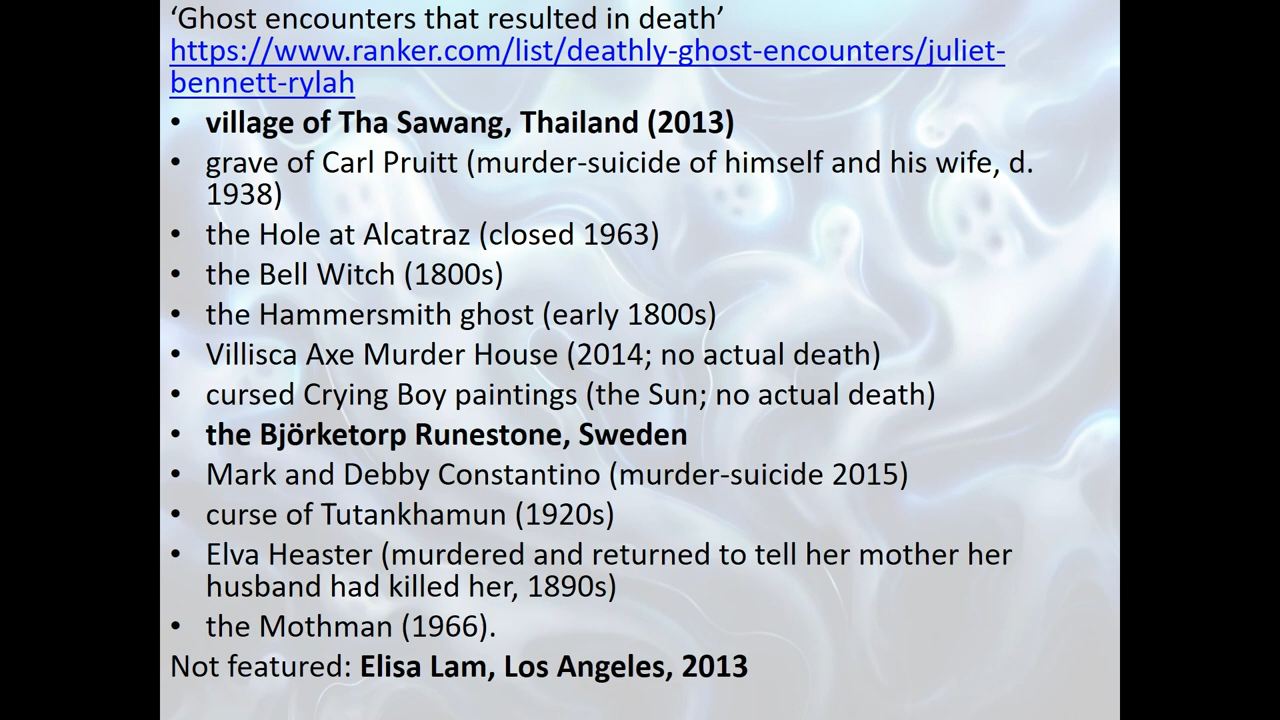 ‘Ghost encounters that resulted in death’
https://www.ranker.com/list/deathly-ghost-encounters/juliet-
bennett-rylah
• village of Tha Sawang, Thailand (2013)
• grave of Carl Pruitt (murder-suicide of himself and his wife, d.
1938)
• the Hole at Alcatraz (closed 1963)
• the Bell Witch (1800s)
• the Hammersmith ghost (early 1800s)
• Villisca Axe Murder House (2014; no actual death)
• cursed Crying Boy paintings (the Sun; no actual death)
• the Björketorp Runestone, Sweden
• Mark and Debby Constantino (murder-suicide 2015)
• curse of Tutankhamun (1920s)
• Elva Heaster (murdered and returned to tell her mother her
husband had killed her, 1890s)
• the Mothman (1966).
Not featured: Elisa Lam, Los Angeles, 2013